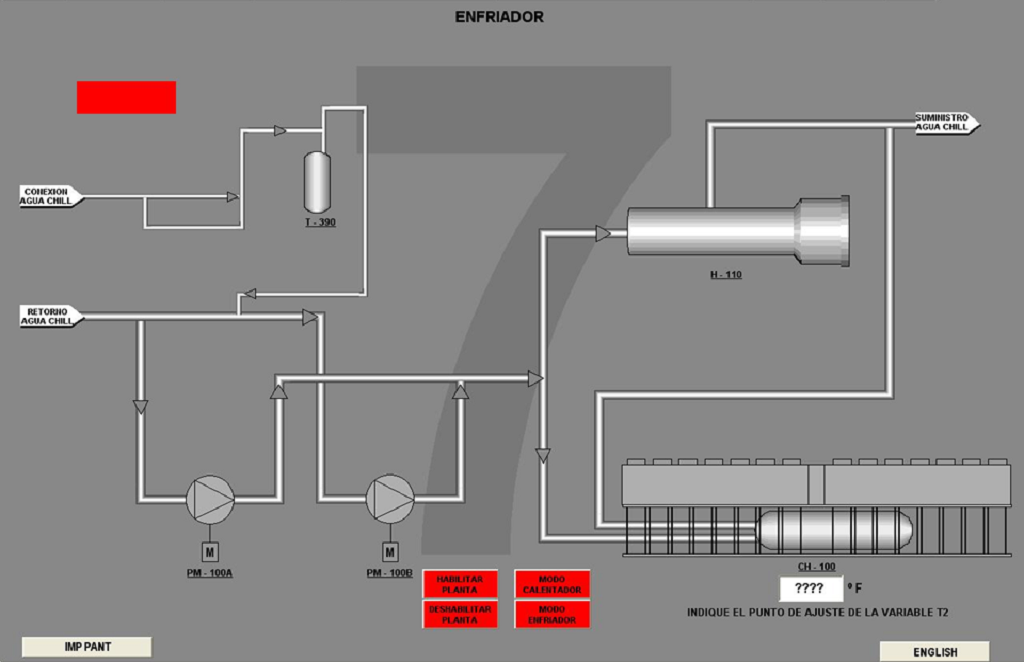 ENFRIADOR
SUMINISTRO
AGUA CHILL
CONEXION
AGUA CHILL
T - 390
H - 110
RETORNO
AGUA CHILL
M
PM - 100A
M
PM - 100B
CH - 100
HABILITAR
PLANTA
MODO
CALENTADOR
???? º F
DESHABILITAR
PLANTA
MODO
ENFRIADOR
INDIQUE EL PUNTO DE AJUSTE DE LA VARIABLE T2
IMP PANT
ENGLISH
7